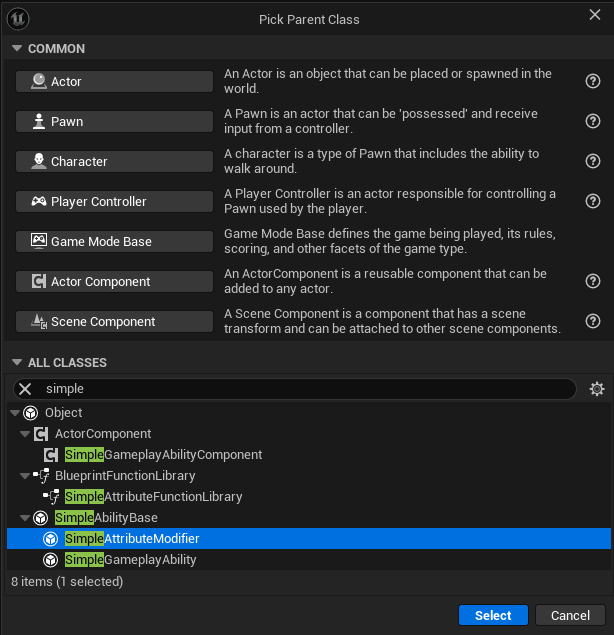 Pick Parent Class
COMMON
Actor
An Actor is an object that can be placed or spawned in the
world.
Pawn
A Pawn is an actor that can be 'possessed' and receive
input from a controller.
Character
A character is a type of Pawn that includes the ability to
walk around.
Player Controller
A Player Controller is an actor responsible for controlling a
Pawn used by the player.
Game Mode Base
Game Mode Base defines the game being played, its rules,
scoring, and other facets of the game type.
Actor Component
An ActorComponent is a reusable component that can be
added to any actor.
Scene Component
A Scene Component is a component that has a scene
transform and can be attached to other scene components.
ALL CLASSES
simple
Object
ActorComponent
SimpleGameplayAbilityComponent
BlueprintFunctionLibrary
SimpleAttributeFunctionLibrary
SimpleAbilityBase
SimpleAttributeModifier
SimpleGameplayAbility
8 items (1 selected)
Select
Cancel